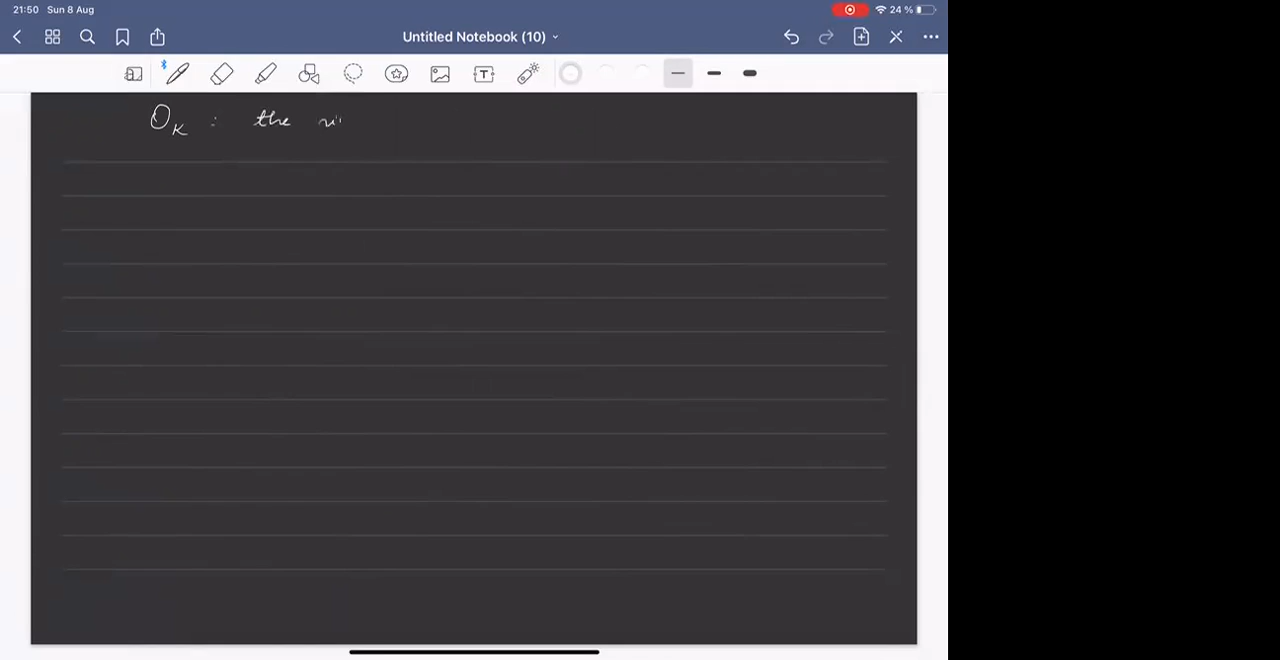 21:50 Sun 8 Aug 24 %
Untitled Notebook (10)
T
O_K : the